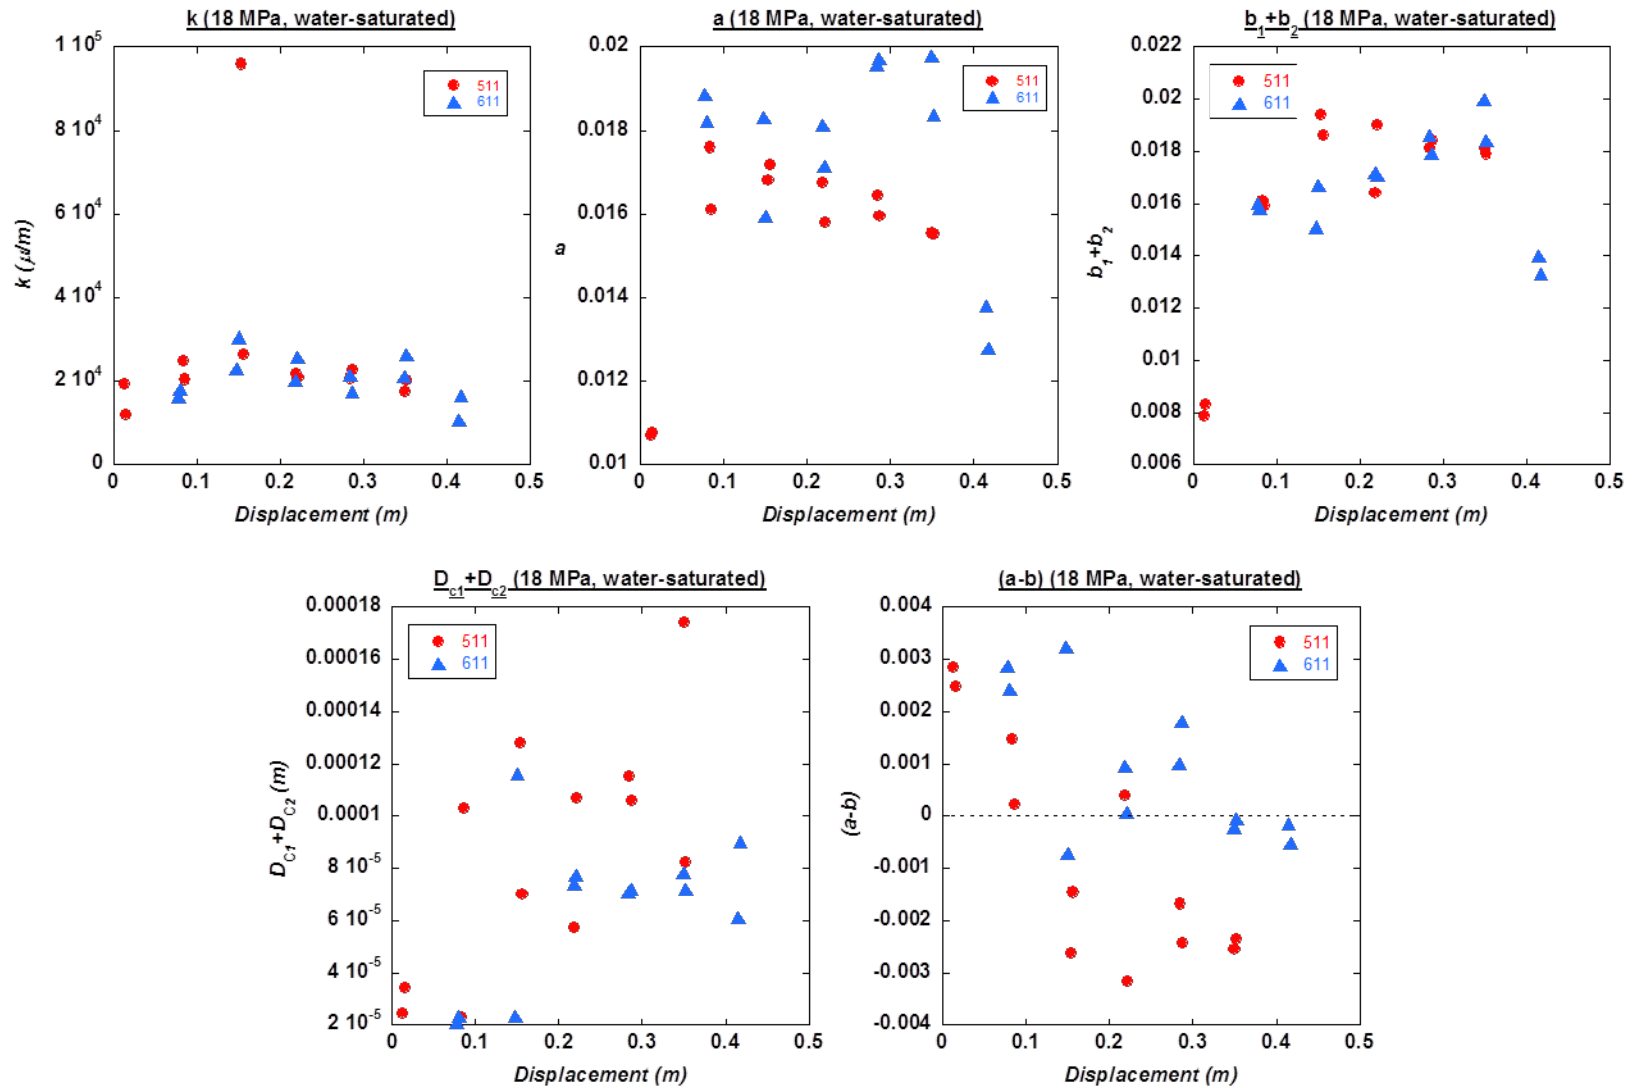 k (18 MPa, water-saturated)
1 10^5
8 10^4
6 10^4
4 10^4
2 10^4
0
k (μ/m)
0 0.1 0.2 0.3 0.4 0.5
Displacement (m)
511
611
a (18 MPa, water-saturated)
0.02
0.018
0.016
0.014
0.012
0.01
a
0 0.1 0.2 0.3 0.4 0.5
Displacement (m)
511
611
b_1+b_2 (18 MPa, water-saturated)
0.022
0.02
0.018
0.016
0.014
0.012
0.01
0.008
0.006
b_1+b_2
0 0.1 0.2 0.3 0.4 0.5
Displacement (m)
511
611
D_c1+D_c2 (18 MPa, water-saturated)
0.00018
0.00016
0.00014
0.00012
0.0001
8 10^-5
6 10^-5
4 10^-5
2 10^-5
D_C1+D_C2 (m)
0 0.1 0.2 0.3 0.4 0.5
Displacement (m)
511
611
(a-b) (18 MPa, water-saturated)
0.004
0.003
0.002
0.001
0
-0.001
-0.002
-0.003
-0.004
(a-b)
0 0.1 0.2 0.3 0.4 0.5
Displacement (m)
511
611